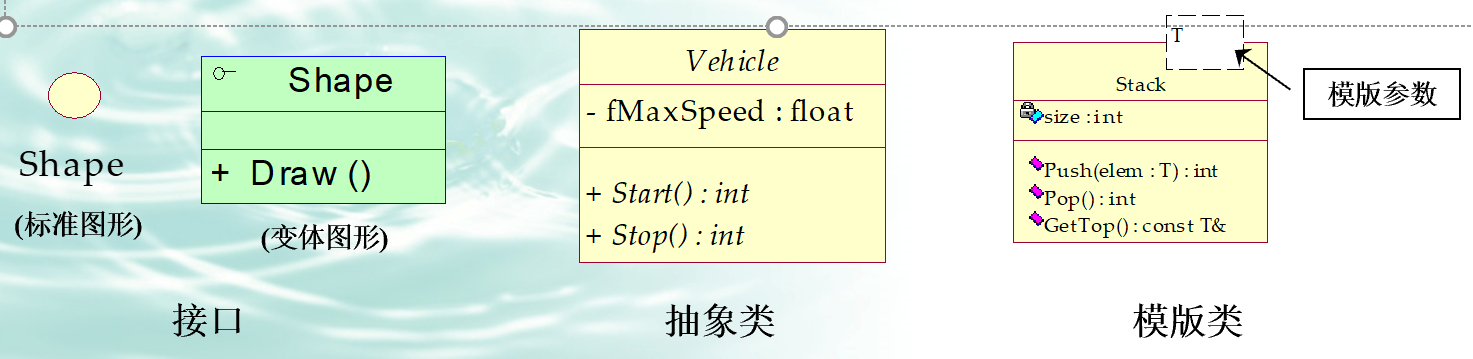 Shape
(标准图形)
Shape
+ Draw ()
(变体图形)
接口
Vehicle
- fMaxSpeed : float
+ Start() : int
+ Stop() : int
抽象类
T
Stack
size : int
Push(elem : T) : int
Pop() : int
GetTop() : const T&
模版参数
模版类